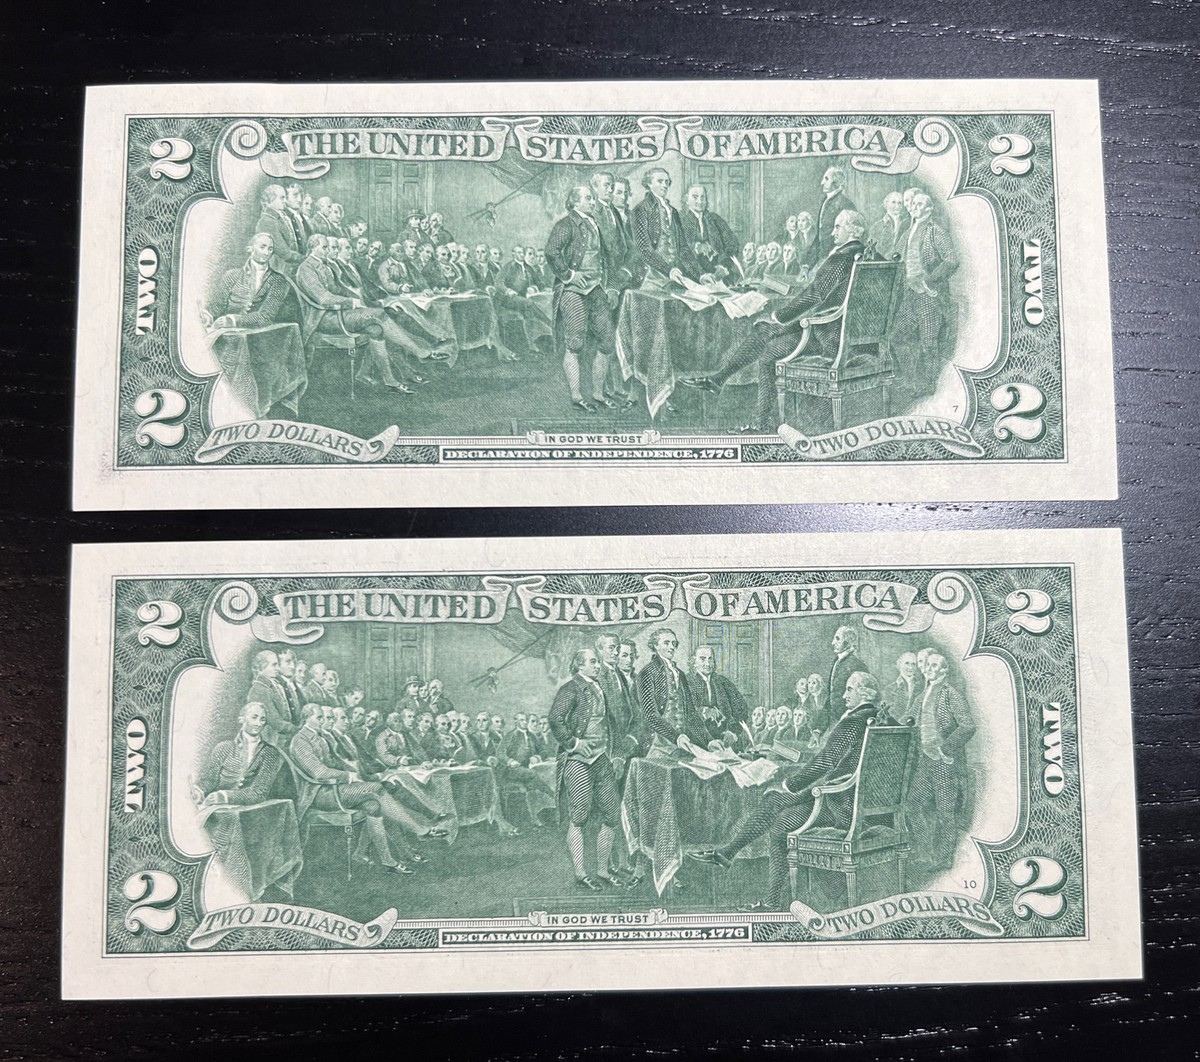 THE UNITED STATES OF AMERICA
2 2
TWO TWO
7
2 2
TWO DOLLARS IN GOD WE TRUST TWO DOLLARS
DECLARATION OF INDEPENDENCE, 1776
THE UNITED STATES OF AMERICA
2 2
TWO TWO
10
2 2
TWO DOLLARS IN GOD WE TRUST TWO DOLLARS
DECLARATION OF INDEPENDENCE, 1776